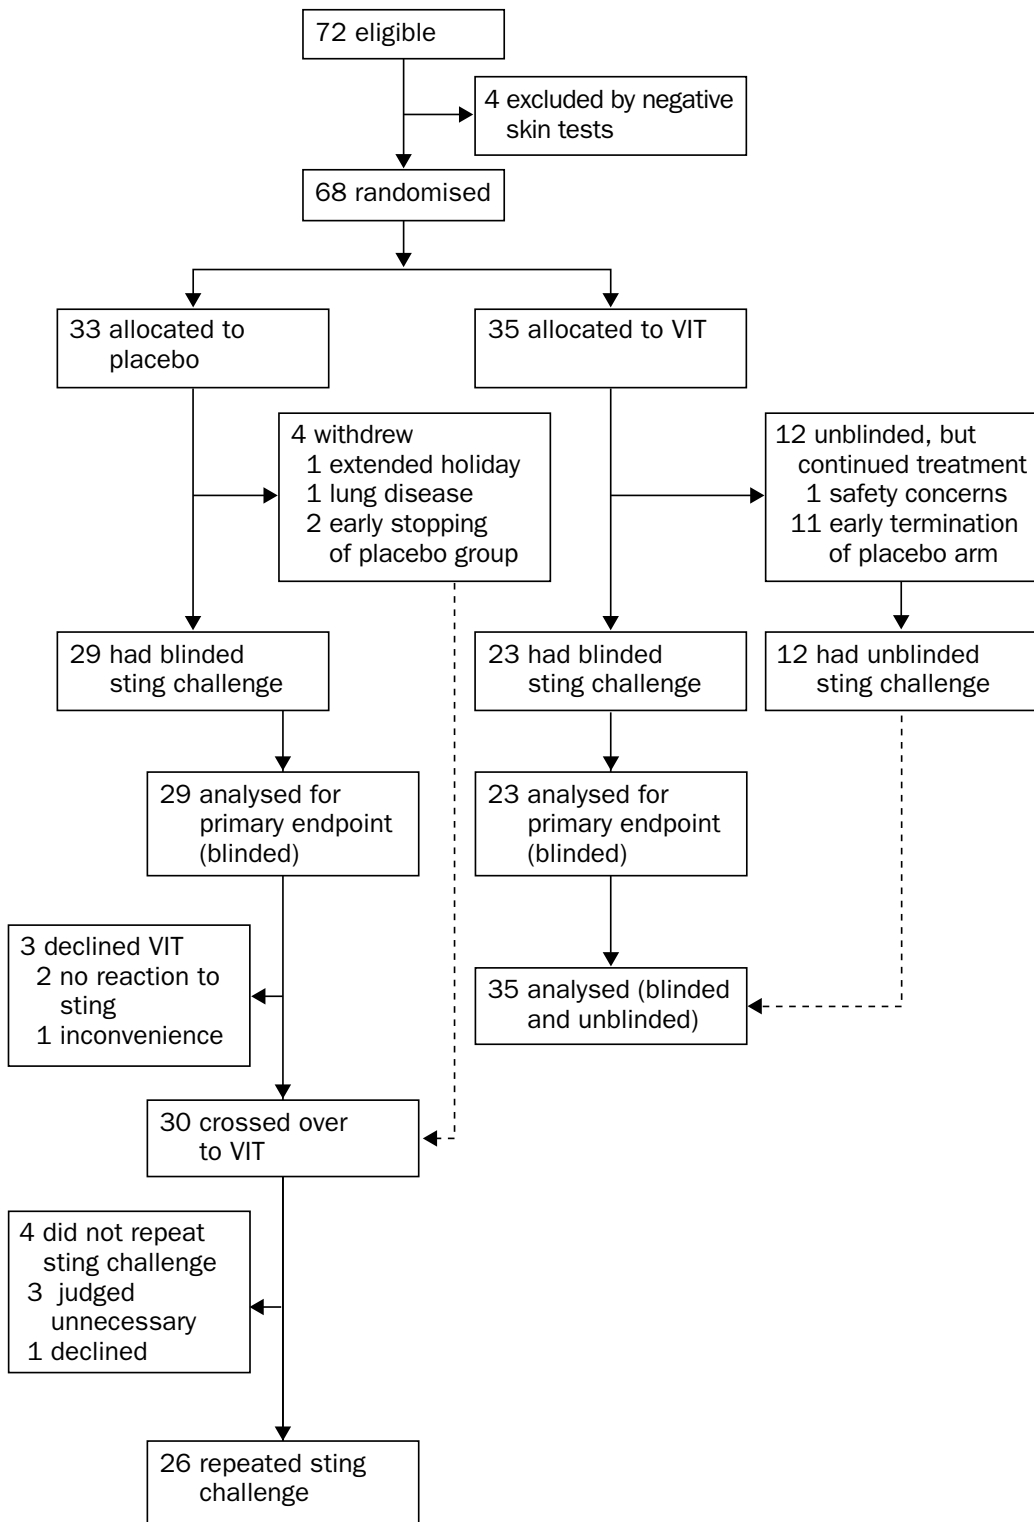 72 eligible
4 excluded by negative
skin tests
68 randomised
33 allocated to
placebo
35 allocated to VIT
4 withdrew
1 extended holiday
1 lung disease
2 early stopping
of placebo group
12 unblinded, but
continued treatment
1 safety concerns
11 early termination
of placebo arm
29 had blinded
sting challenge
23 had blinded
sting challenge
12 had unblinded
sting challenge
29 analysed for
primary endpoint
(blinded)
23 analysed for
primary endpoint
(blinded)
3 declined VIT
2 no reaction to
sting
1 inconvenience
35 analysed (blinded
and unblinded)
30 crossed over
to VIT
4 did not repeat
sting challenge
3 judged
unnecessary
1 declined
26 repeated sting
challenge